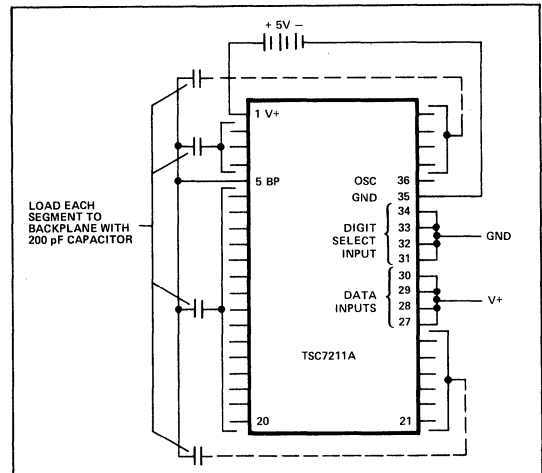 + 5V −
1 V+
5 BP
OSC 36
GND 35
34
33
32
31
DIGIT
SELECT
INPUT
GND
30
29
28
27
DATA
INPUTS
V+
LOAD EACH
SEGMENT TO
BACKPLANE WITH
200 pF CAPACITOR
TSC7211A
20
21